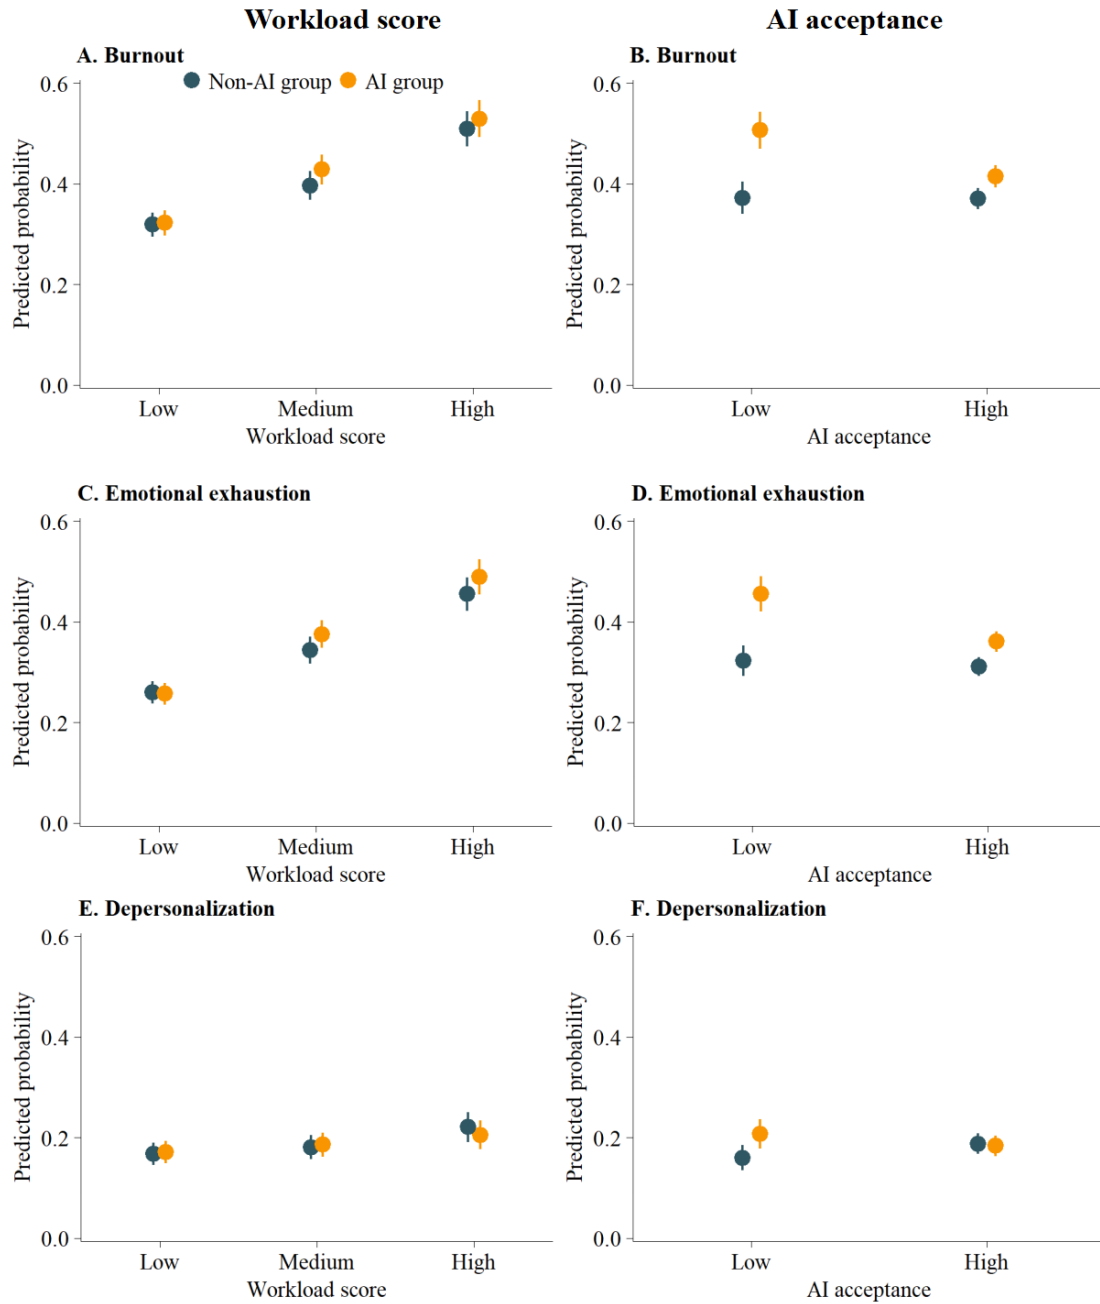 Workload score
AI acceptance
A. Burnout
Non-AI group
AI group
Predicted probability
0.6
0.4
0.2
0.0
Low
Medium
High
Workload score
B. Burnout
Predicted probability
0.6
0.4
0.2
0.0
Low
High
AI acceptance
C. Emotional exhaustion
Predicted probability
0.6
0.4
0.2
0.0
Low
Medium
High
Workload score
D. Emotional exhaustion
Predicted probability
0.6
0.4
0.2
0.0
Low
High
AI acceptance
E. Depersonalization
Predicted probability
0.6
0.4
0.2
0.0
Low
Medium
High
Workload score
F. Depersonalization
Predicted probability
0.6
0.4
0.2
0.0
Low
High
AI acceptance